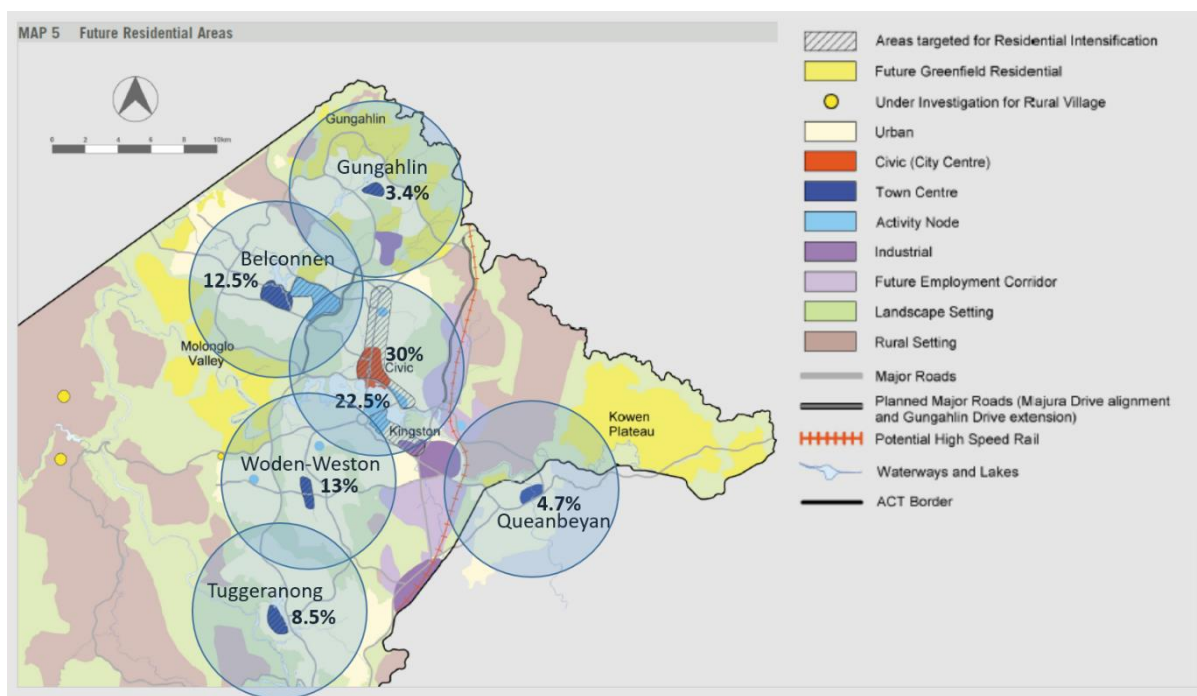 MAP 5 Future Residential Areas
0 2 4 6 8 10km
Gungahlin
Gungahlin
3.4%
Belconnen
12.5%
Molonglo
Valley
30%
Civic
22.5%
Kingston
Kowen
Plateau
Woden-Weston
13%
4.7%
Queanbeyan
Tuggeranong
8.5%
Areas targeted for Residential Intensification
Future Greenfield Residential
Under Investigation for Rural Village
Urban
Civic (City Centre)
Town Centre
Activity Node
Industrial
Future Employment Corridor
Landscape Setting
Rural Setting
Major Roads
Planned Major Roads (Majura Drive alignment
and Gungahlin Drive extension)
Potential High Speed Rail
Waterways and Lakes
ACT Border